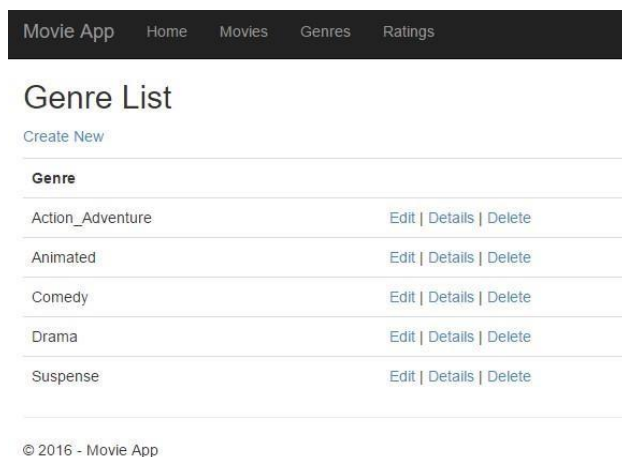 Movie App Home Movies Genres Ratings
Genre List
Create New
Genre
Action_Adventure Edit | Details | Delete
Animated Edit | Details | Delete
Comedy Edit | Details | Delete
Drama Edit | Details | Delete
Suspense Edit | Details | Delete
© 2016 - Movie App